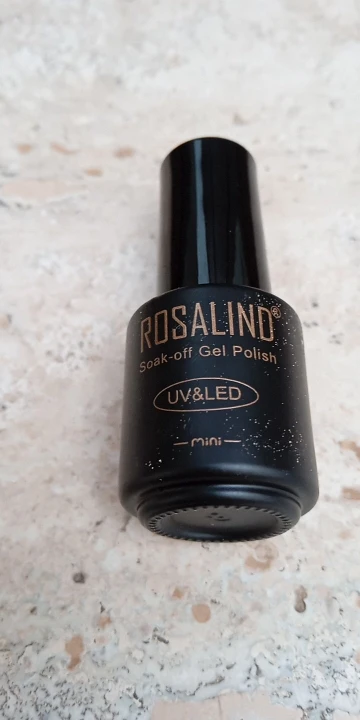 ROSALIND®
Soak-off Gel Polish
UV&LED
mini